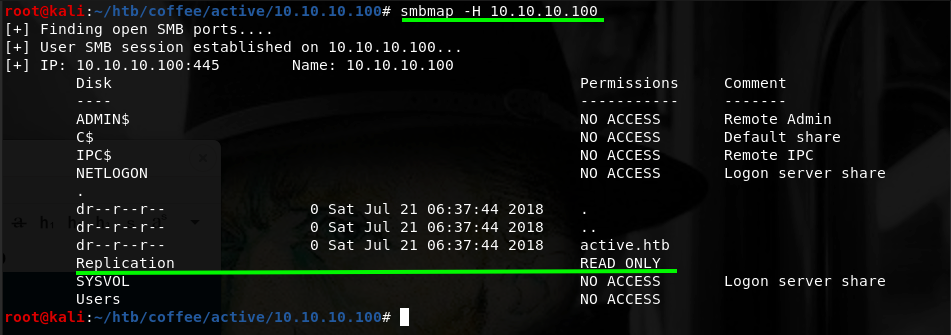 root@kali:~/htb/coffee/active/10.10.10.100# smbmap -H 10.10.10.100
[+] Finding open SMB ports....
[+] User SMB session established on 10.10.10.100...
[+] IP: 10.10.10.100:445        Name: 10.10.10.100
        Disk                                                    Permissions     Comment
        ----                                                    -----------     -------
        ADMIN$                                                  NO ACCESS       Remote Admin
        C$                                                      NO ACCESS       Default share
        IPC$                                                    NO ACCESS       Remote IPC
        NETLOGON                                                NO ACCESS       Logon server share
        .
        dr--r--r--                0 Sat Jul 21 06:37:44 2018    .
        dr--r--r--                0 Sat Jul 21 06:37:44 2018    ..
        dr--r--r--                0 Sat Jul 21 06:37:44 2018    active.htb
        Replication                                             READ ONLY
        SYSVOL                                                  NO ACCESS       Logon server share
        Users                                                   NO ACCESS
root@kali:~/htb/coffee/active/10.10.10.100#